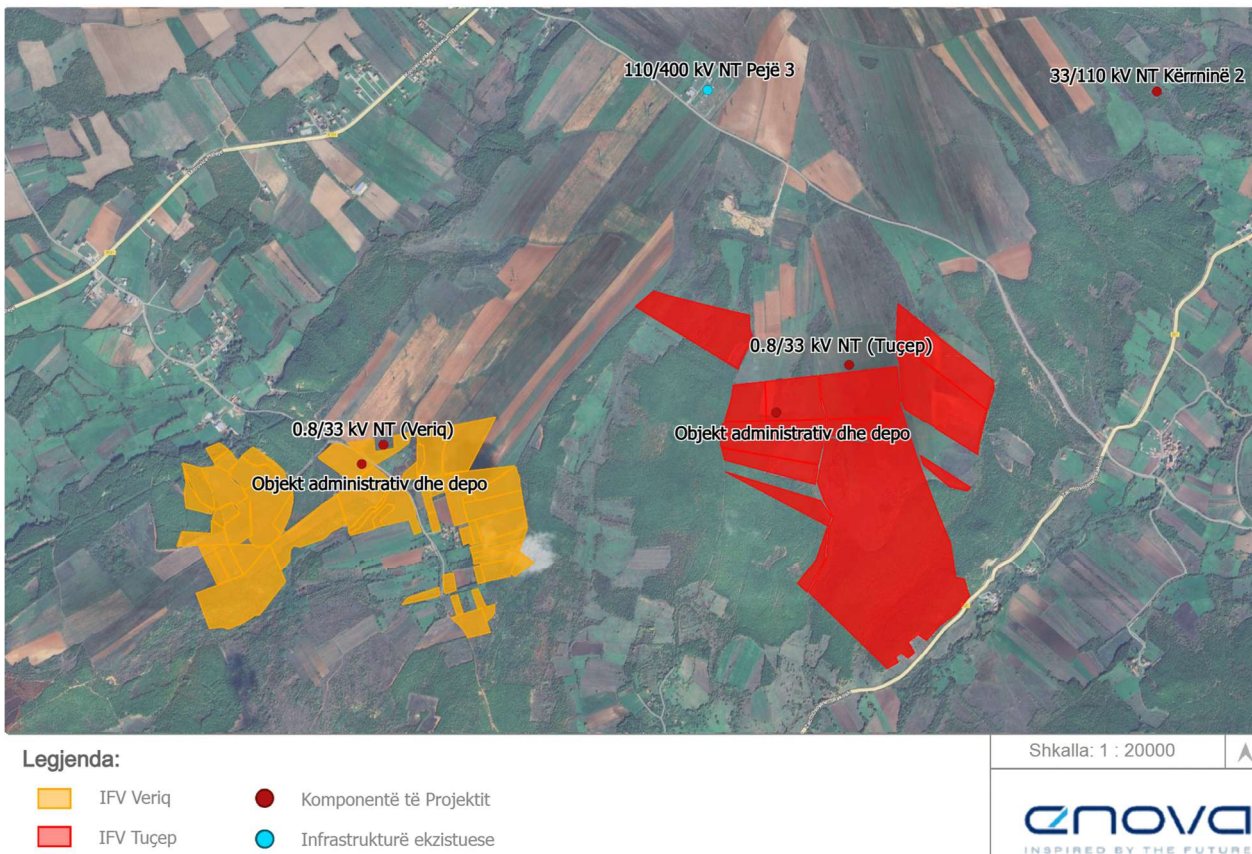 110/400 kV NT Pejë 3
33/110 kV NT Kërrninë 2
0.8/33 kV NT (Tuçep)
Objekt administrativ dhe depo
0.8/33 kV NT (Veriq)
Objekt administrativ dhe depo
Legjenda:
IFV Veriq
Komponentë të Projektit
IFV Tuçep
Infrastrukturë ekzistuese
Shkalla: 1 : 20000
enova
INSPIRED BY THE FUTURE